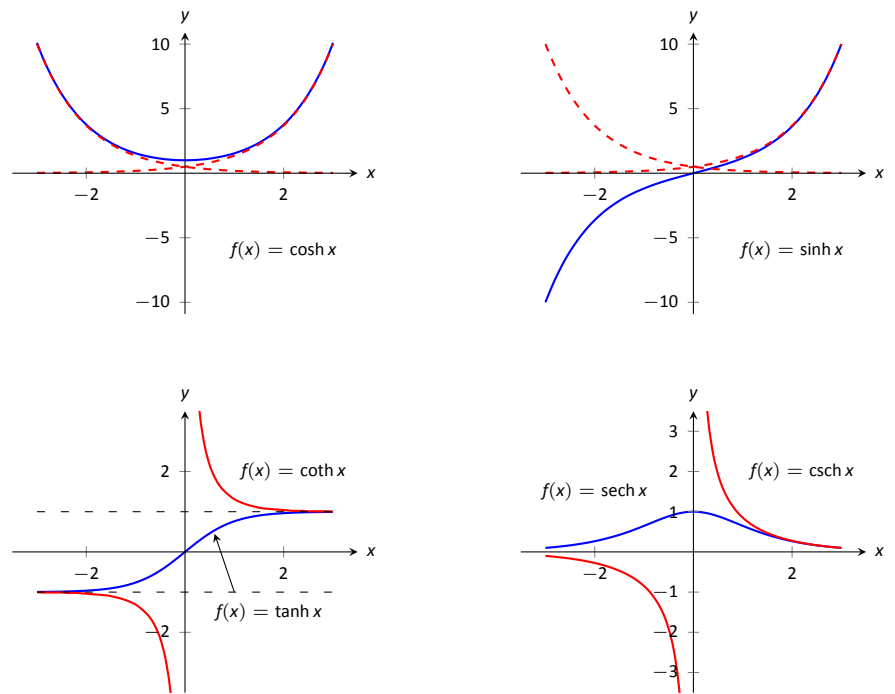 y
10
5
−2
2
x
−5
−10
f(x) = cosh x
y
10
5
−2
2
x
−5
−10
f(x) = sinh x
y
2
f(x) = coth x
−2
2
x
f(x) = tanh x
−2
y
3
2
f(x) = csch x
f(x) = sech x
1
−2
2
x
−1
−2
−3